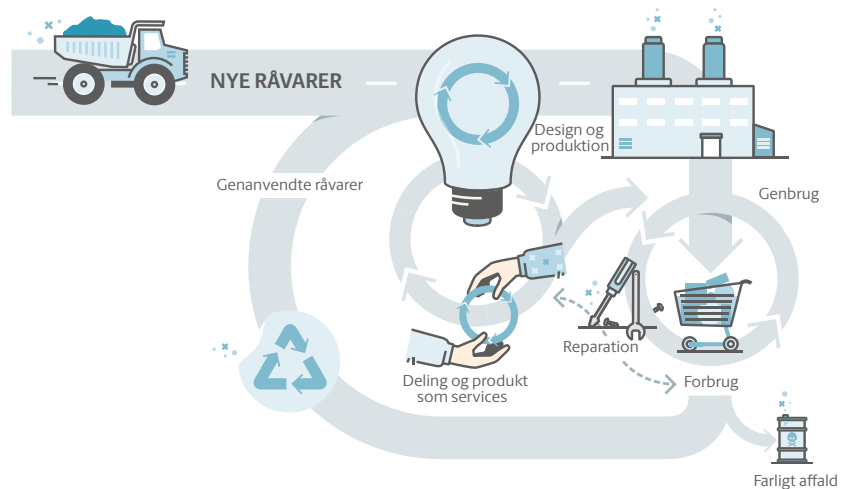 NYE RÅVARER
Design og
produktion
Genanvendte råvarer
Genbrug
Reparation
Deling og produkt
som services
Forbrug
Farligt affald